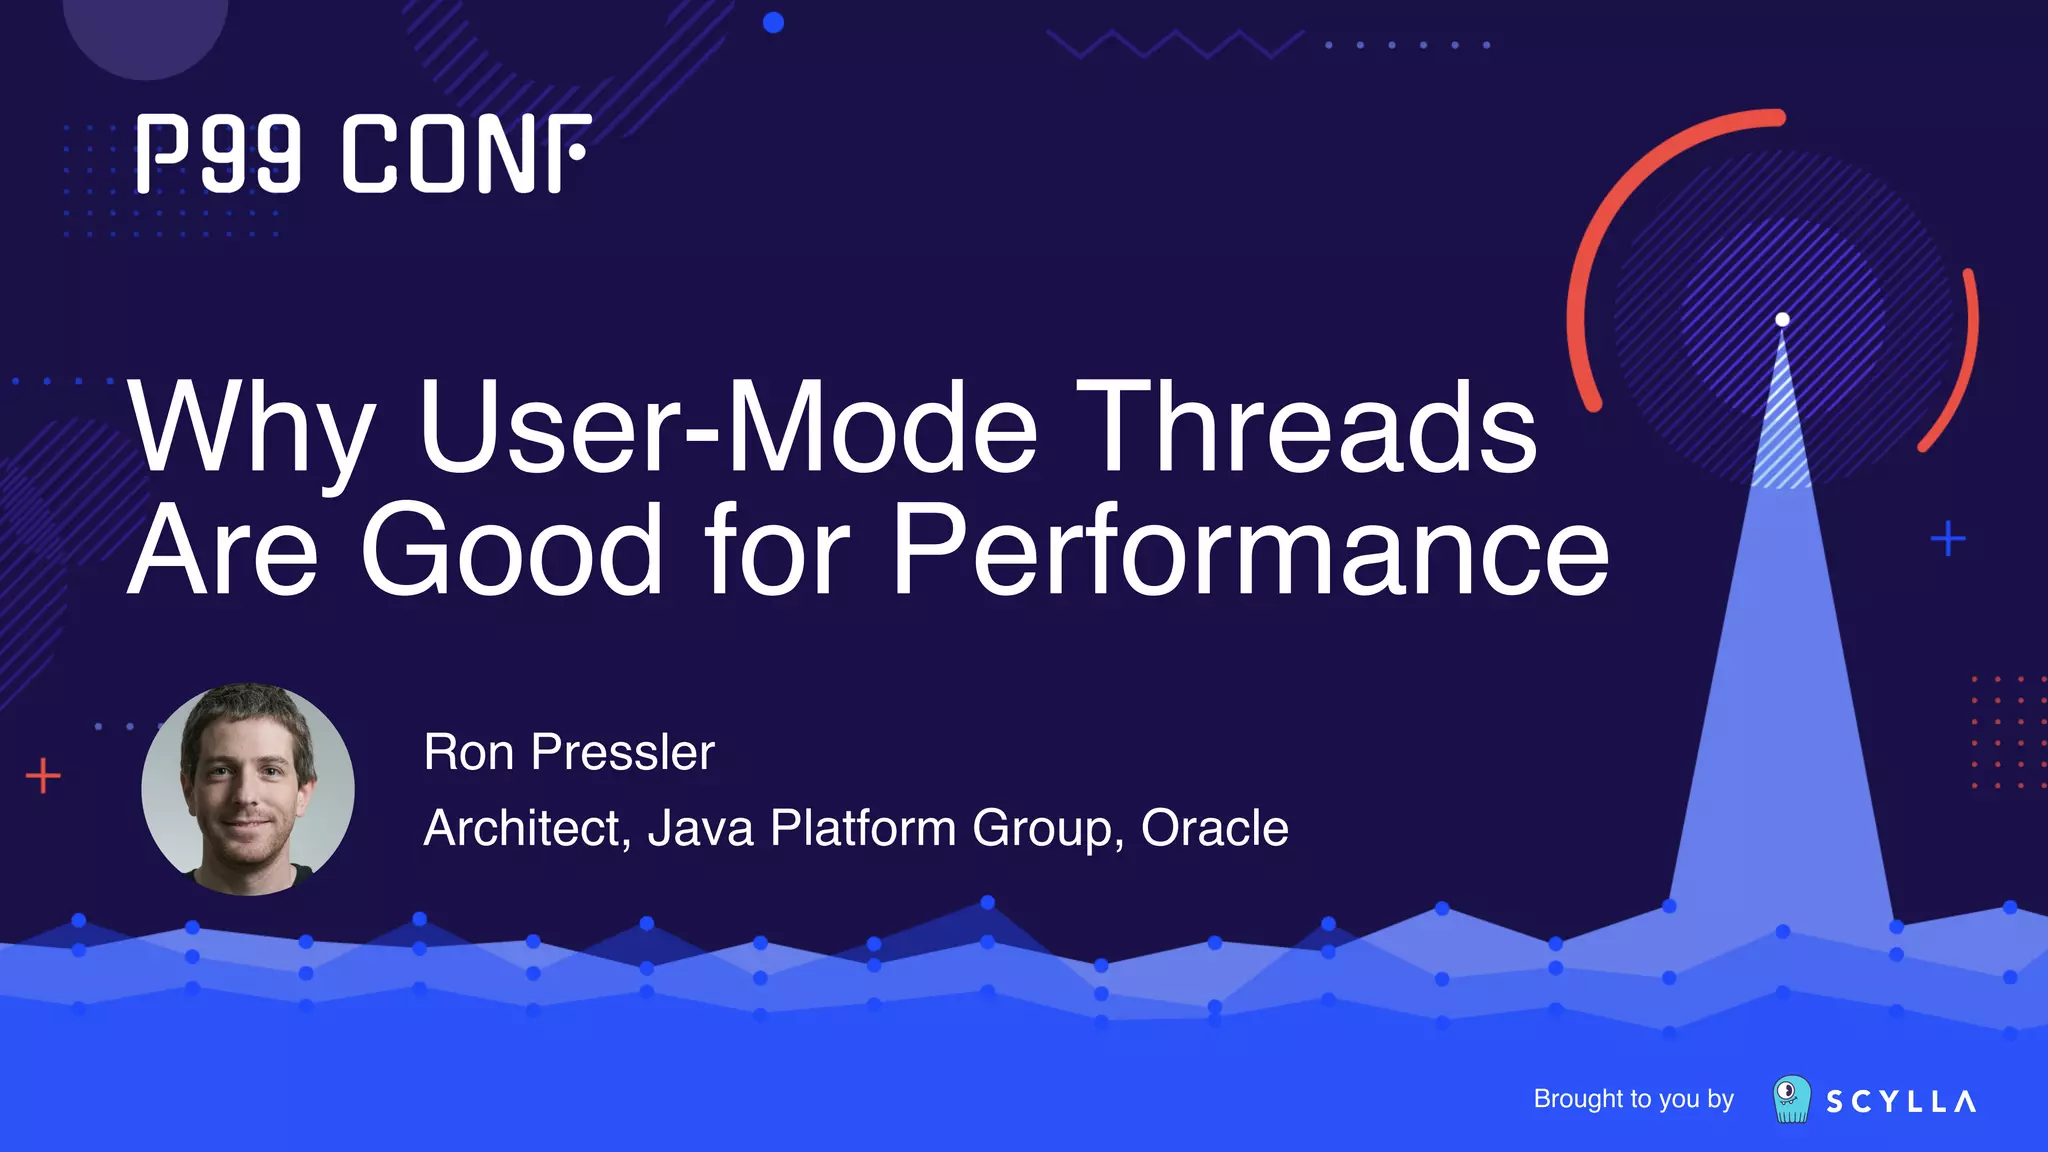 P99 CONF
Why User-Mode Threads
Are Good for Performance
Ron Pressler
Architect, Java Platform Group, Oracle
Brought to you by
SCYLLA